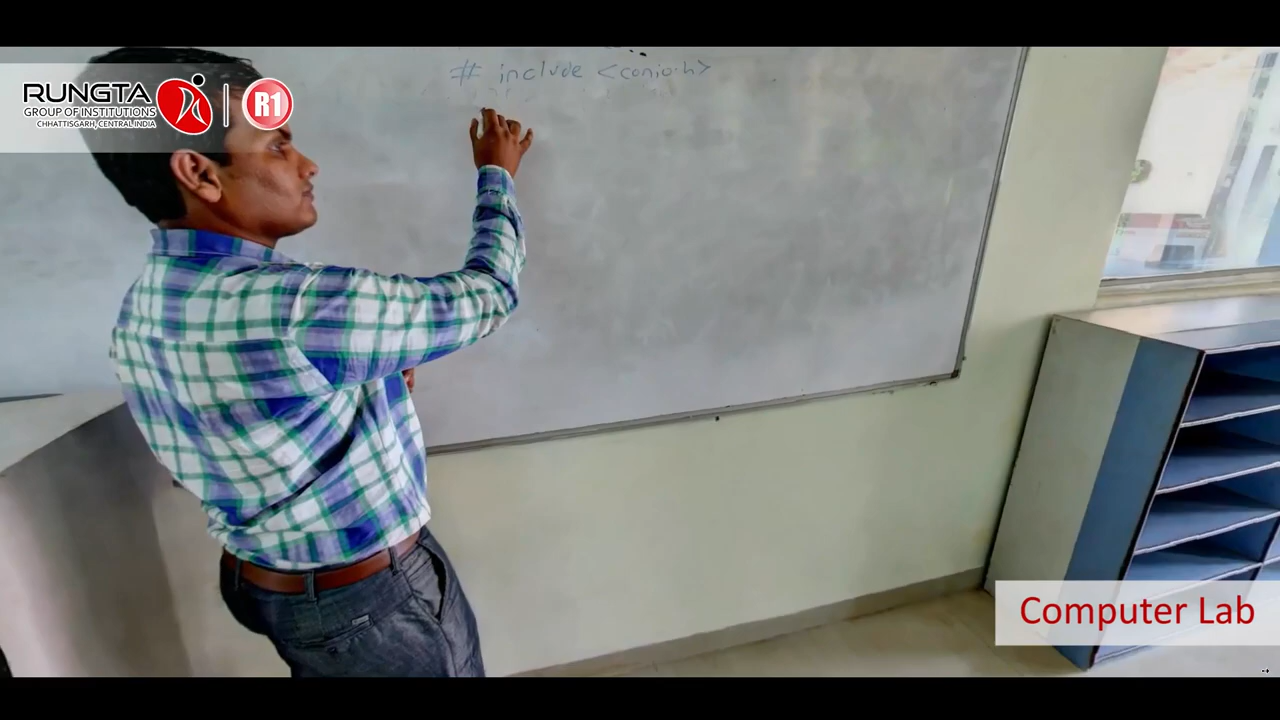 # include <conio.h>
RUNGTA
GROUP OF INSTITUTIONS
CHHATTISGARH, CENTRAL INDIA
R1
Computer Lab